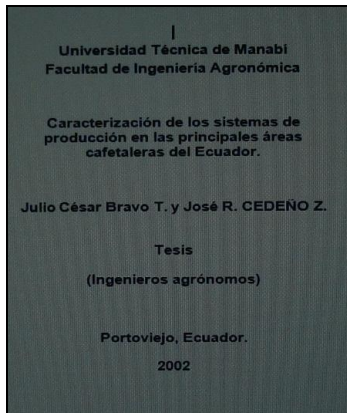 Universidad Técnica de Manabi
Facultad de Ingeniería Agronómica
Caracterización de los sistemas de
producción en las principales áreas
cafetaleras del Ecuador.
Julio César Bravo T. y José R. CEDEÑO Z.
Tesis
(Ingenieros agrónomos)
Portoviejo, Ecuador.
2002